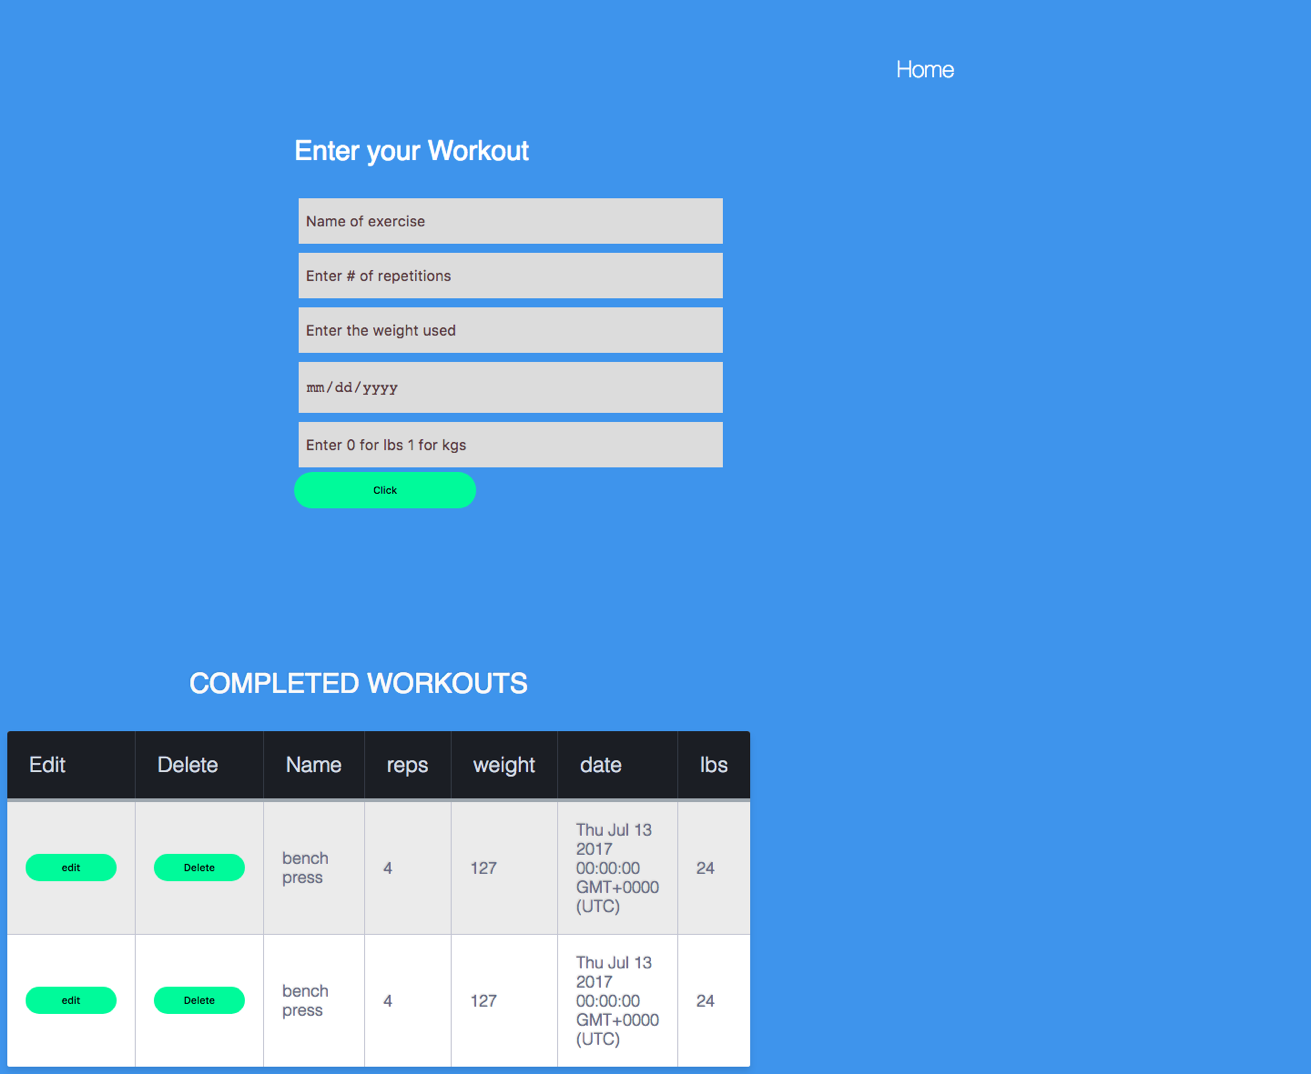 Home
Enter your Workout
Name of exercise
Enter # of repetitions
Enter the weight used
mm/dd/yyyy
Enter 0 for lbs 1 for kgs
Click
COMPLETED WORKOUTS
Edit Delete Name reps weight date lbs
edit Delete bench press 4 127 Thu Jul 13 2017 00:00:00 GMT+0000 (UTC) 24
edit Delete bench press 4 127 Thu Jul 13 2017 00:00:00 GMT+0000 (UTC) 24